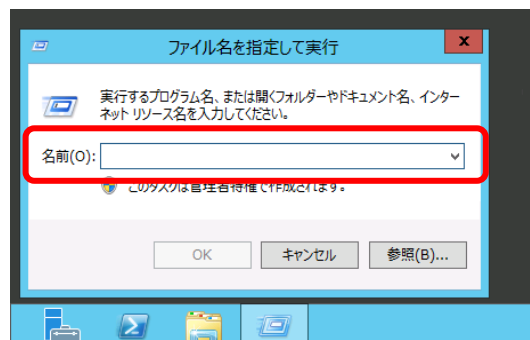 ファイル名を指定して実行
x
実行するプログラム名、または開くフォルダーやドキュメント名、インター
ネット リソース名を入力してください。
名前(O):
このタスクは管理者特権で作成されます。
OK
キャンセル
参照(B)...